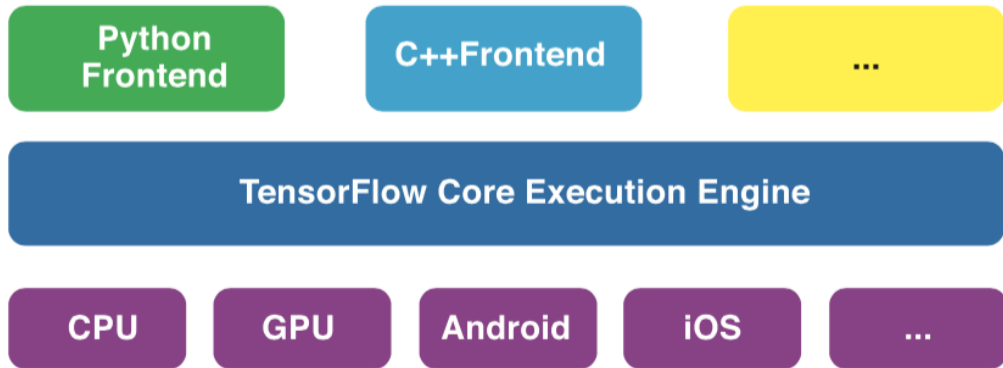 Python
Frontend
C++Frontend
...
TensorFlow Core Execution Engine
CPU
GPU
Android
iOS
...